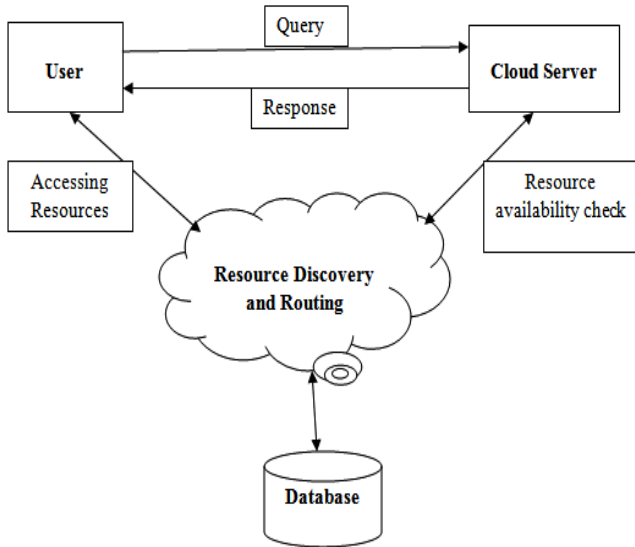 Query
User
Cloud Server
Response
Accessing
Resources
Resource
availability check
Resource Discovery
and Routing
Database